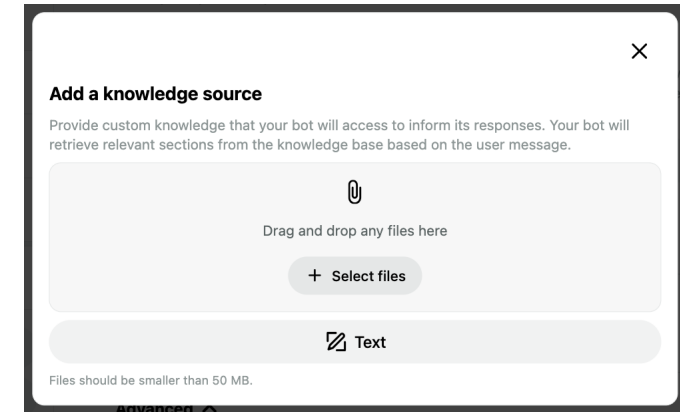 Add a knowledge source
Provide custom knowledge that your bot will access to inform its responses. Your bot will
retrieve relevant sections from the knowledge base based on the user message.
Drag and drop any files here
+ Select files
Text
Files should be smaller than 50 MB.
Advanced